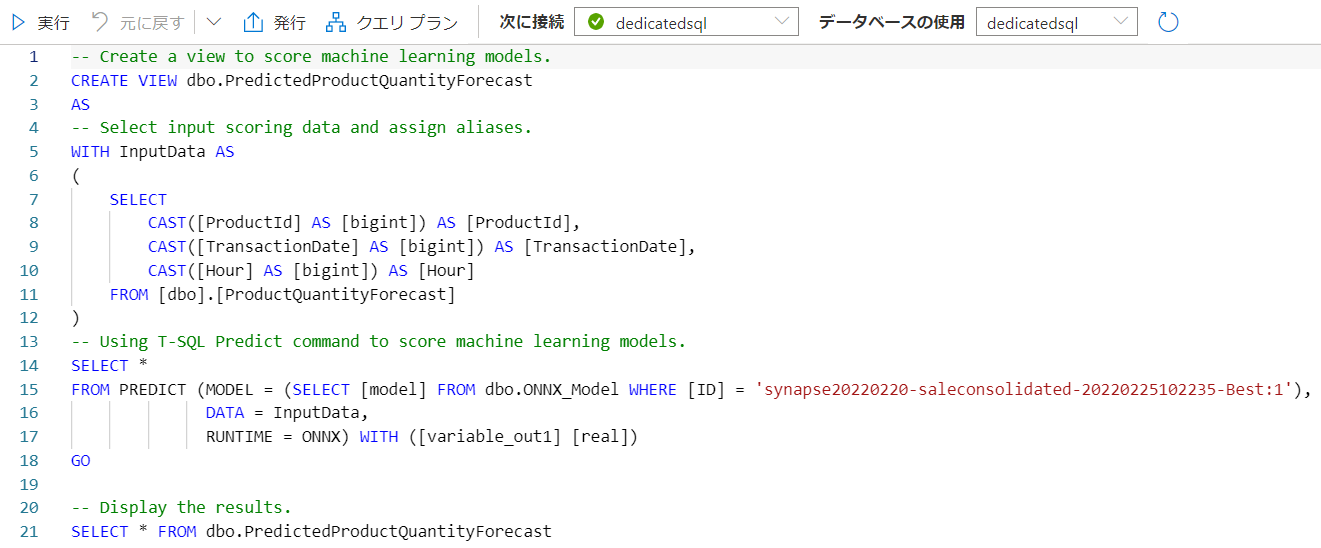 実行 元に戻す 発行 クエリ プラン 次に接続 dedicatedsql データベースの使用 dedicatedsql
1 -- Create a view to score machine learning models.
2 CREATE VIEW dbo.PredictedProductQuantityForecast
3 AS
4 -- Select input scoring data and assign aliases.
5 WITH InputData AS
6 (
7 SELECT
8 CAST([ProductId] AS [bigint]) AS [ProductId],
9 CAST([TransactionDate] AS [bigint]) AS [TransactionDate],
10 CAST([Hour] AS [bigint]) AS [Hour]
11 FROM [dbo].[ProductQuantityForecast]
12 )
13 -- Using T-SQL Predict command to score machine learning models.
14 SELECT *
15 FROM PREDICT (MODEL = (SELECT [model] FROM dbo.ONNX_Model WHERE [ID] = 'synapse20220220-saleconsolidated-20220225102235-Best:1'),
16 DATA = InputData,
17 RUNTIME = ONNX) WITH ([variable_out1] [real])
18 GO
19
20 -- Display the results.
21 SELECT * FROM dbo.PredictedProductQuantityForecast